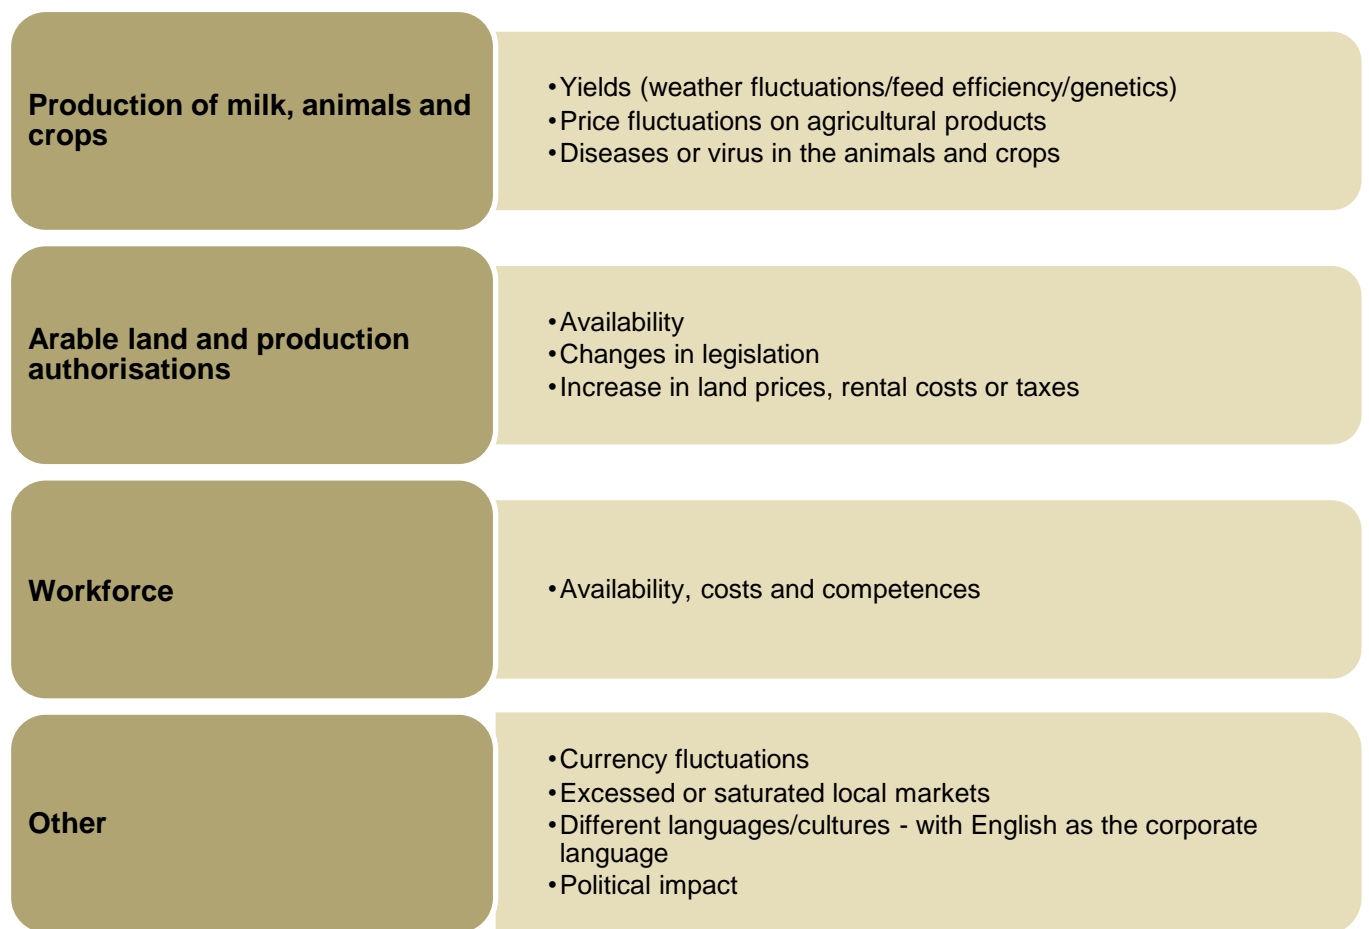 Production of milk, animals and
crops
•Yields (weather fluctuations/feed efficiency/genetics)
•Price fluctuations on agricultural products
•Diseases or virus in the animals and crops
Arable land and production
authorisations
•Availability
•Changes in legislation
•Increase in land prices, rental costs or taxes
Workforce
•Availability, costs and competences
Other
•Currency fluctuations
•Excessed or saturated local markets
•Different languages/cultures - with English as the corporate
language
•Political impact